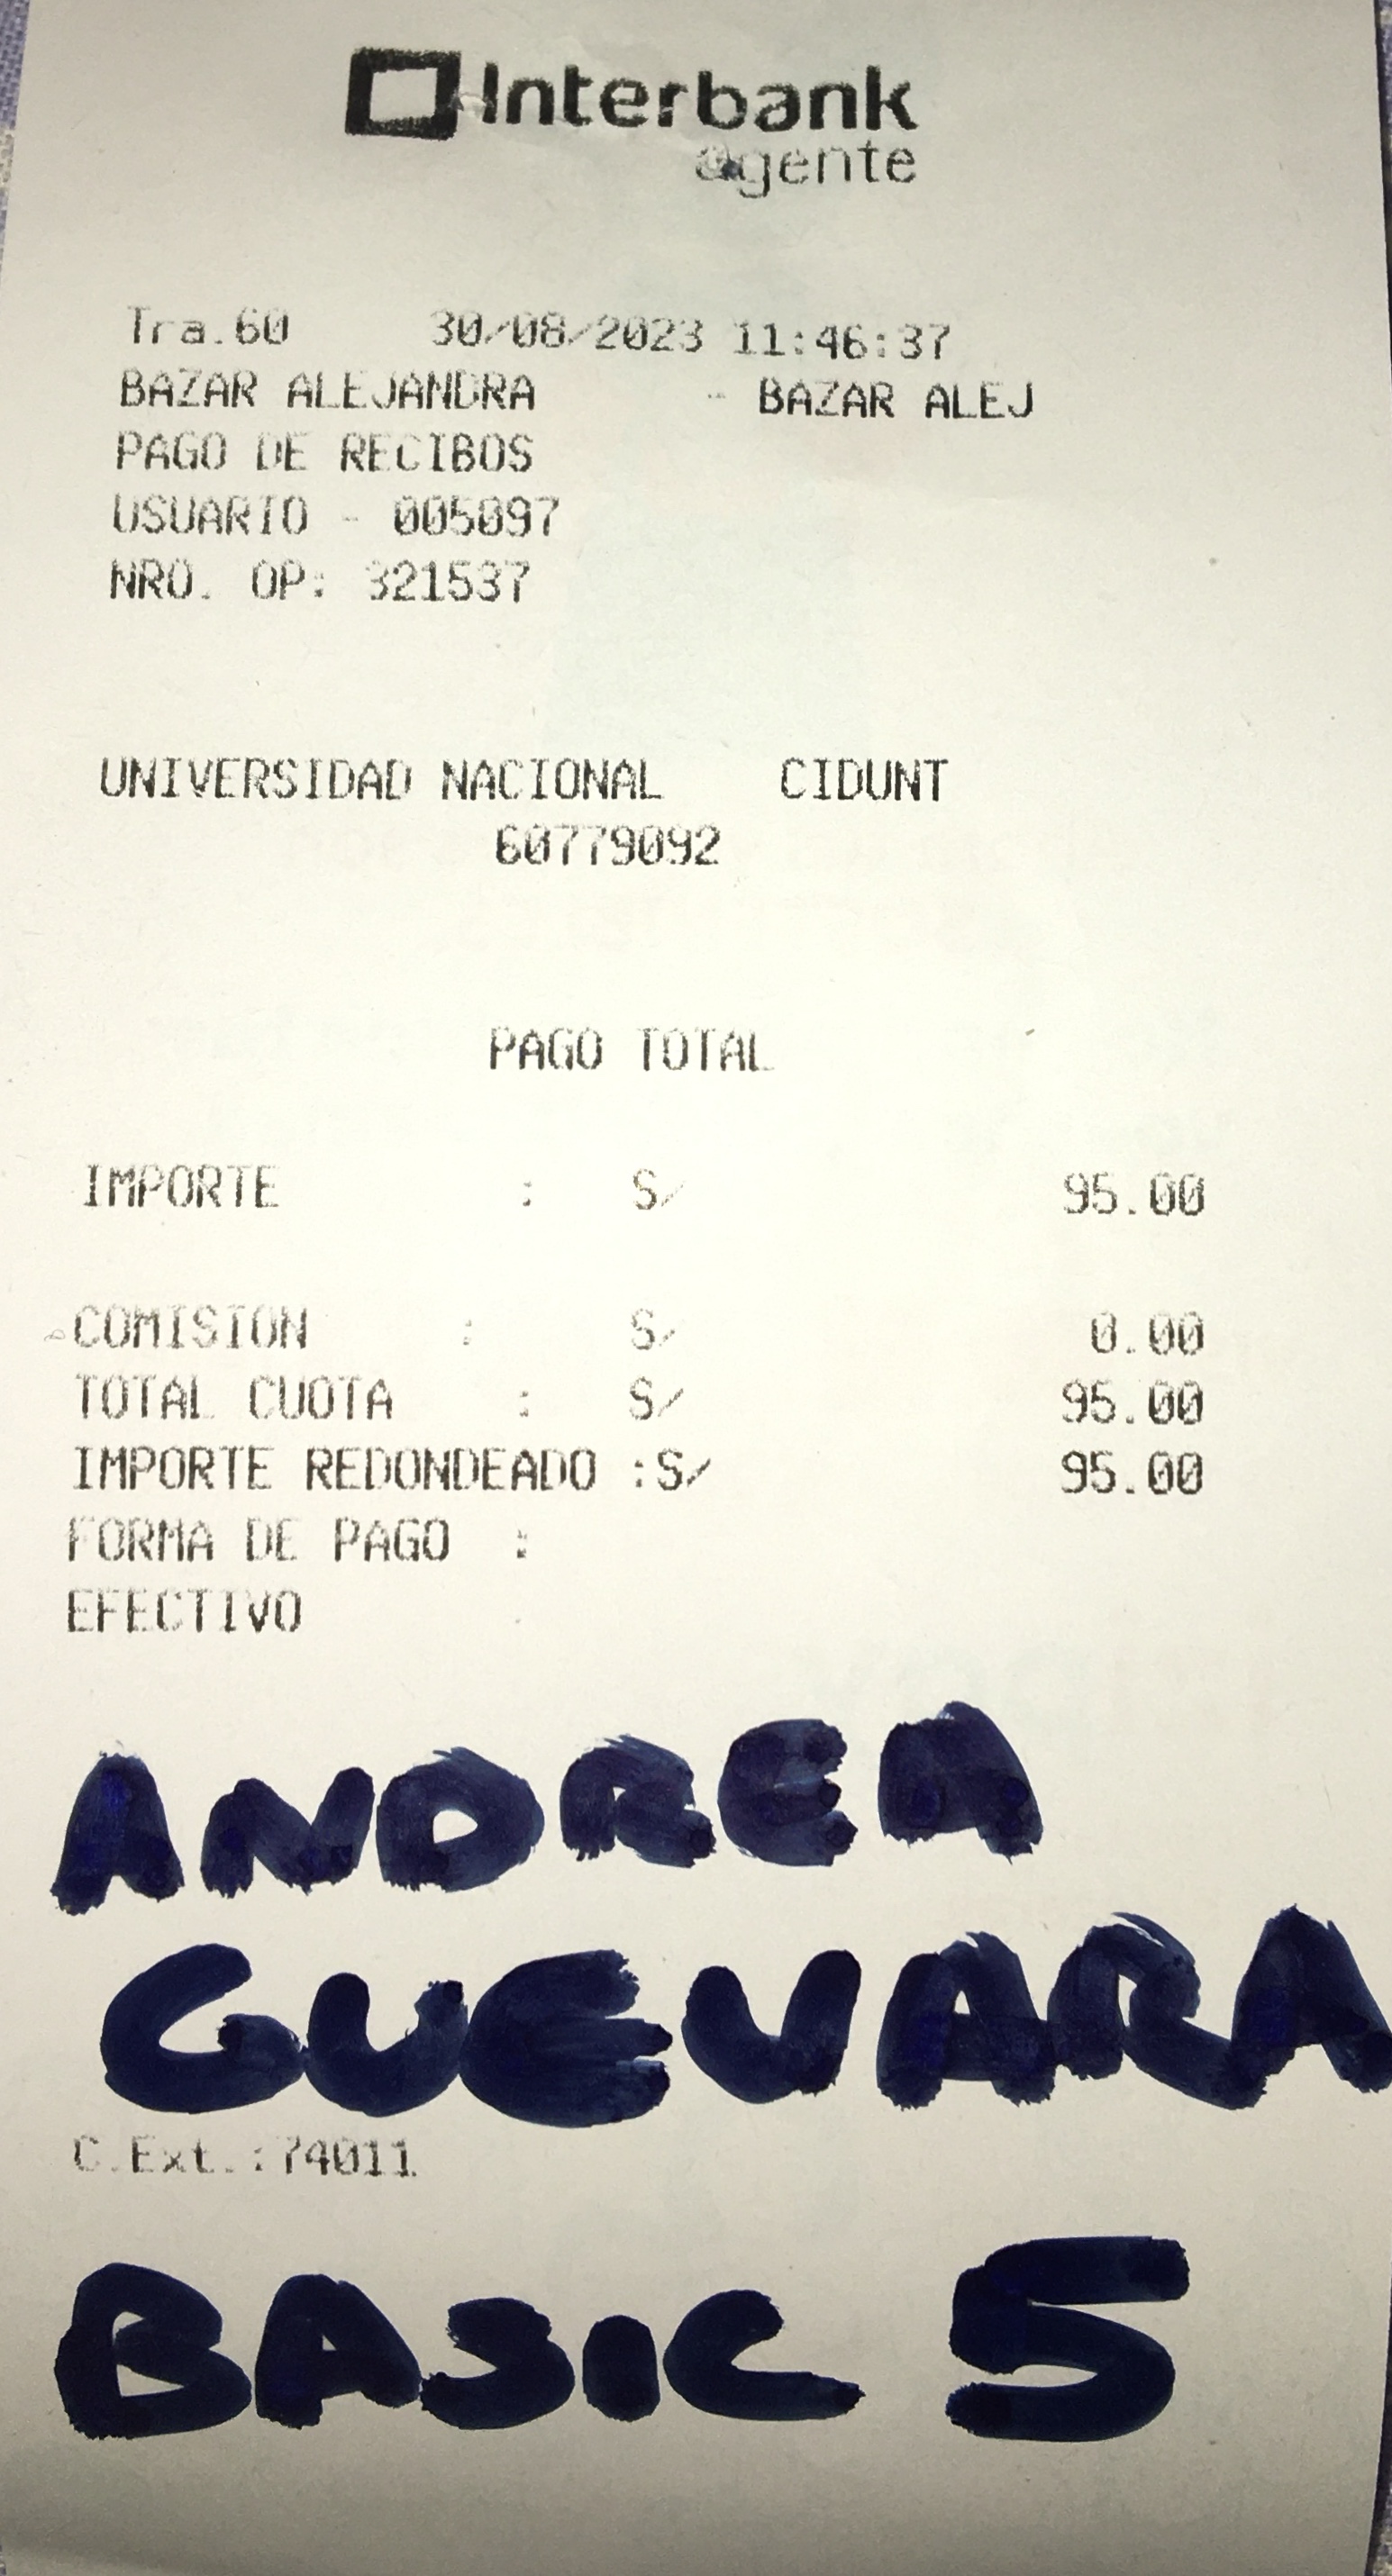 Interbank
agente
Tra.60 30/08/2023 11:46:37
BAZAR ALEJANDRA - BAZAR ALEJ
PAGO DE RECIBOS
USUARIO - 005097
NRO. OP: 321537
UNIVERSIDAD NACIONAL CIDUNT
60779092
PAGO TOTAL
IMPORTE : S/ 95.00
COMISION : S/ 0.00
TOTAL CUOTA : S/ 95.00
IMPORTE REDONDEADO :S/ 95.00
FORMA DE PAGO :
EFECTIVO
ANDREA
GUEVARA
C.Ext.:74011
BASIC 5